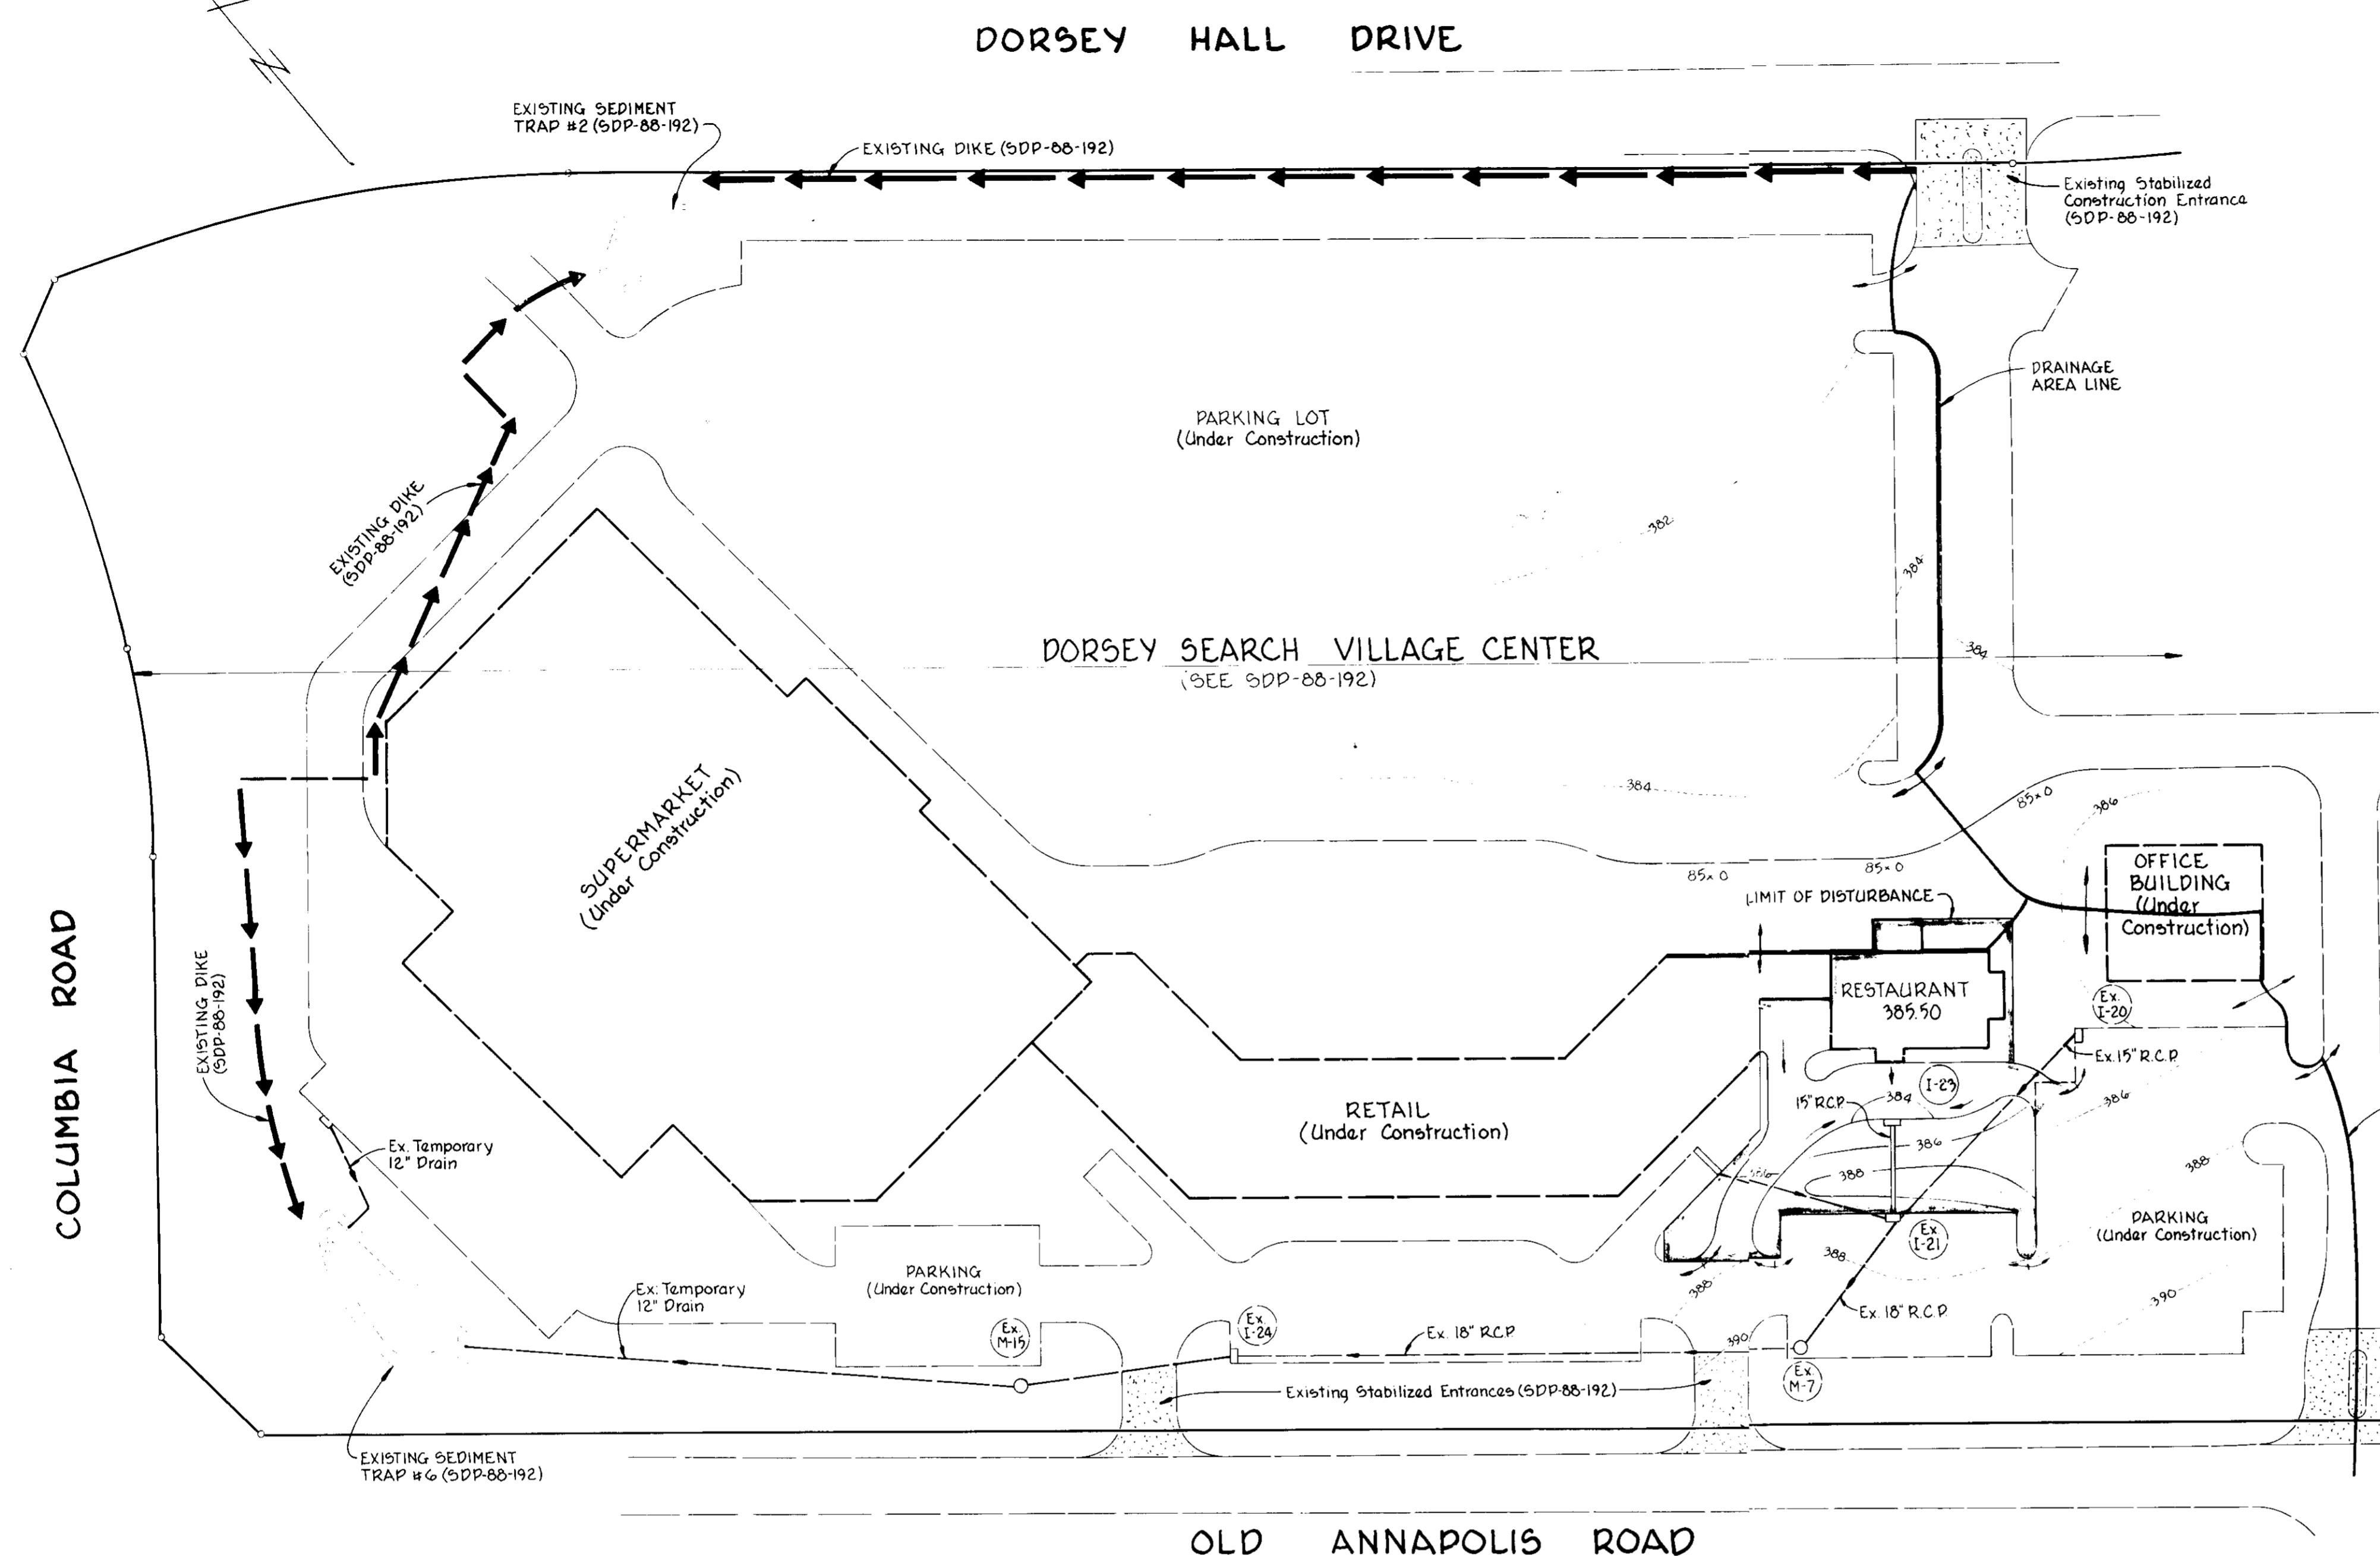 DORSEY HALL DRIVE
EXISTING SEDIMENT
TRAP #2 (SDP-88-192)
EXISTING DIKE (SDP-88-192)
Existing Stabilized
Construction Entrance
(SDP-88-192)
DRAINAGE
AREA LINE
PARKING LOT
(Under Construction)
EXISTING DIKE
(SDP-88-192)
382
384
384
DORSEY SEARCH VILLAGE CENTER
(SEE SDP-88-192)
384
85x0
386
SUPERMARKET
(Under Construction)
85x0
85x0
OFFICE
BUILDING
(Under
Construction)
LIMIT OF DISTURBANCE
COLUMBIA ROAD
EXISTING DIKE
(SDP-88-192)
RESTAURANT
385.50
Ex.
I-20
Ex. 15" R.C.P.
I-23
15" R.C.P.
384
386
RETAIL
(Under Construction)
386
388
388
Ex. Temporary
12" Drain
PARKING
(Under Construction)
Ex
I-21
388
PARKING
(Under Construction)
388
390
Ex. Temporary
12" Drain
Ex.
M-15
Ex.
I-24
Ex. 18" R.C.P.
390
Ex. 18" R.C.P.
Existing Stabilized Entrances (SDP-88-192)
Ex
M-7
EXISTING SEDIMENT
TRAP #6 (SDP-88-192)
OLD ANNAPOLIS ROAD